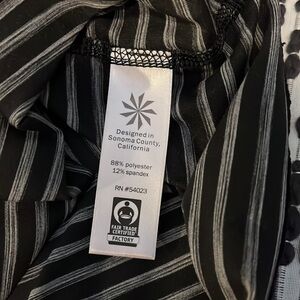 Designed in
Sonoma County,
California
88% polyester
12% spandex
RN #54023
FAIR TRADE
CERTIFIED
FACTORY